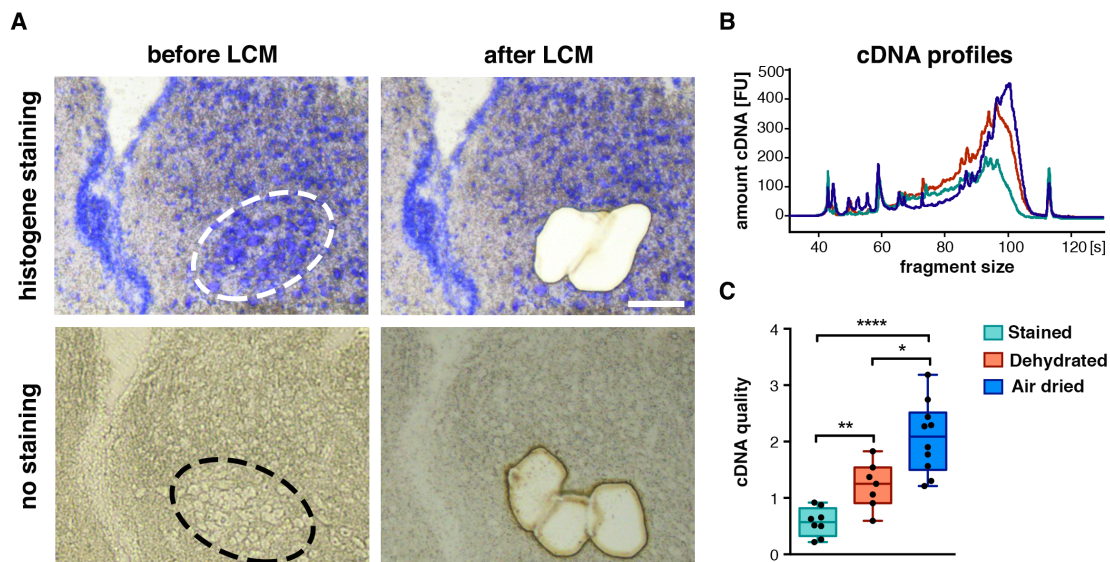 A
before LCM
after LCM
histogene staining
no staining
B
cDNA profiles
amount cDNA [FU]
500
400
300
200
100
0
40 60 80 100 120 [s]
fragment size
C
cDNA quality
4
3
2
1
0
****
*
**
Stained
Dehydrated
Air dried